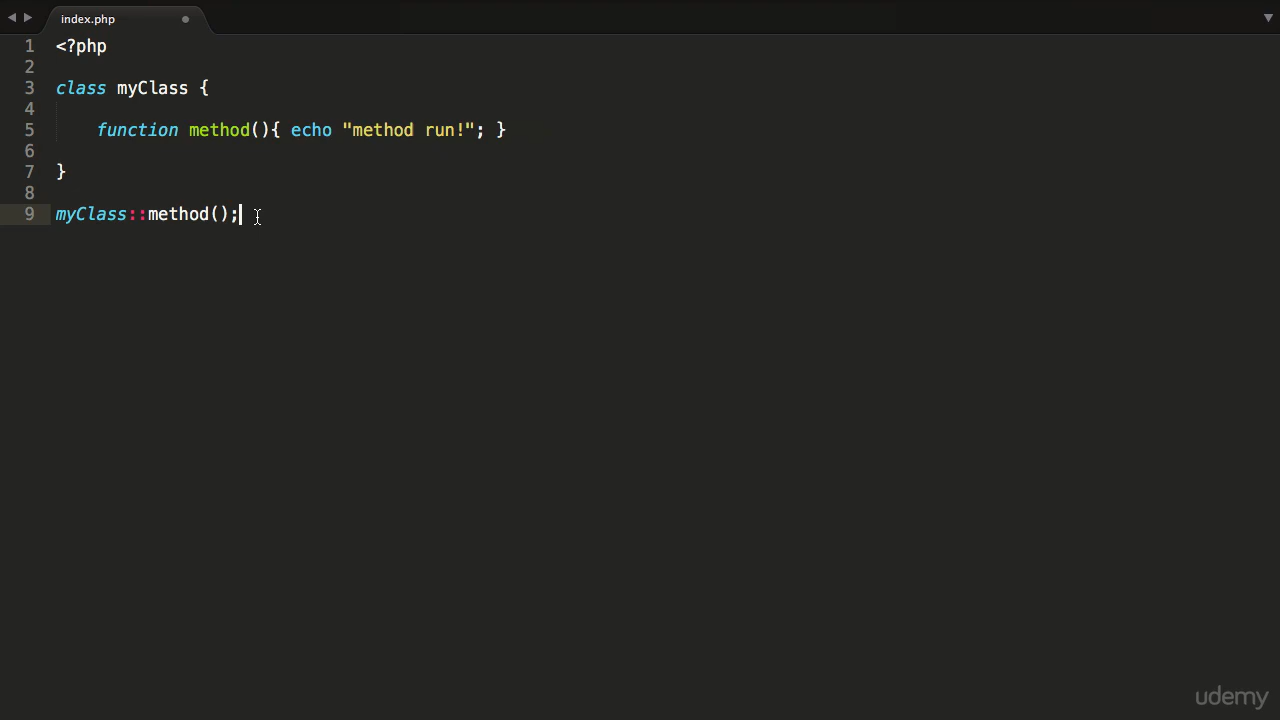 index.php
1 <?php
2
3 class myClass {
4
5 function method(){ echo "method run!"; }
6
7 }
8
9 myClass::method();
udemy